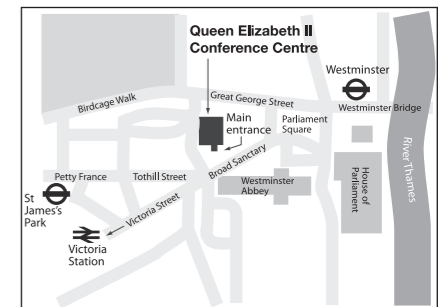 Queen Elizabeth II
Conference Centre
Westminster
Birdcage Walk
Great George Street
Westminster Bridge
Main
entrance
Parliament
Square
Broad Sanctary
River Thames
Petty France
Tothill Street
Westminster
Abbey
House of
Parliament
St
James's
Park
Victoria Street
Victoria
Station